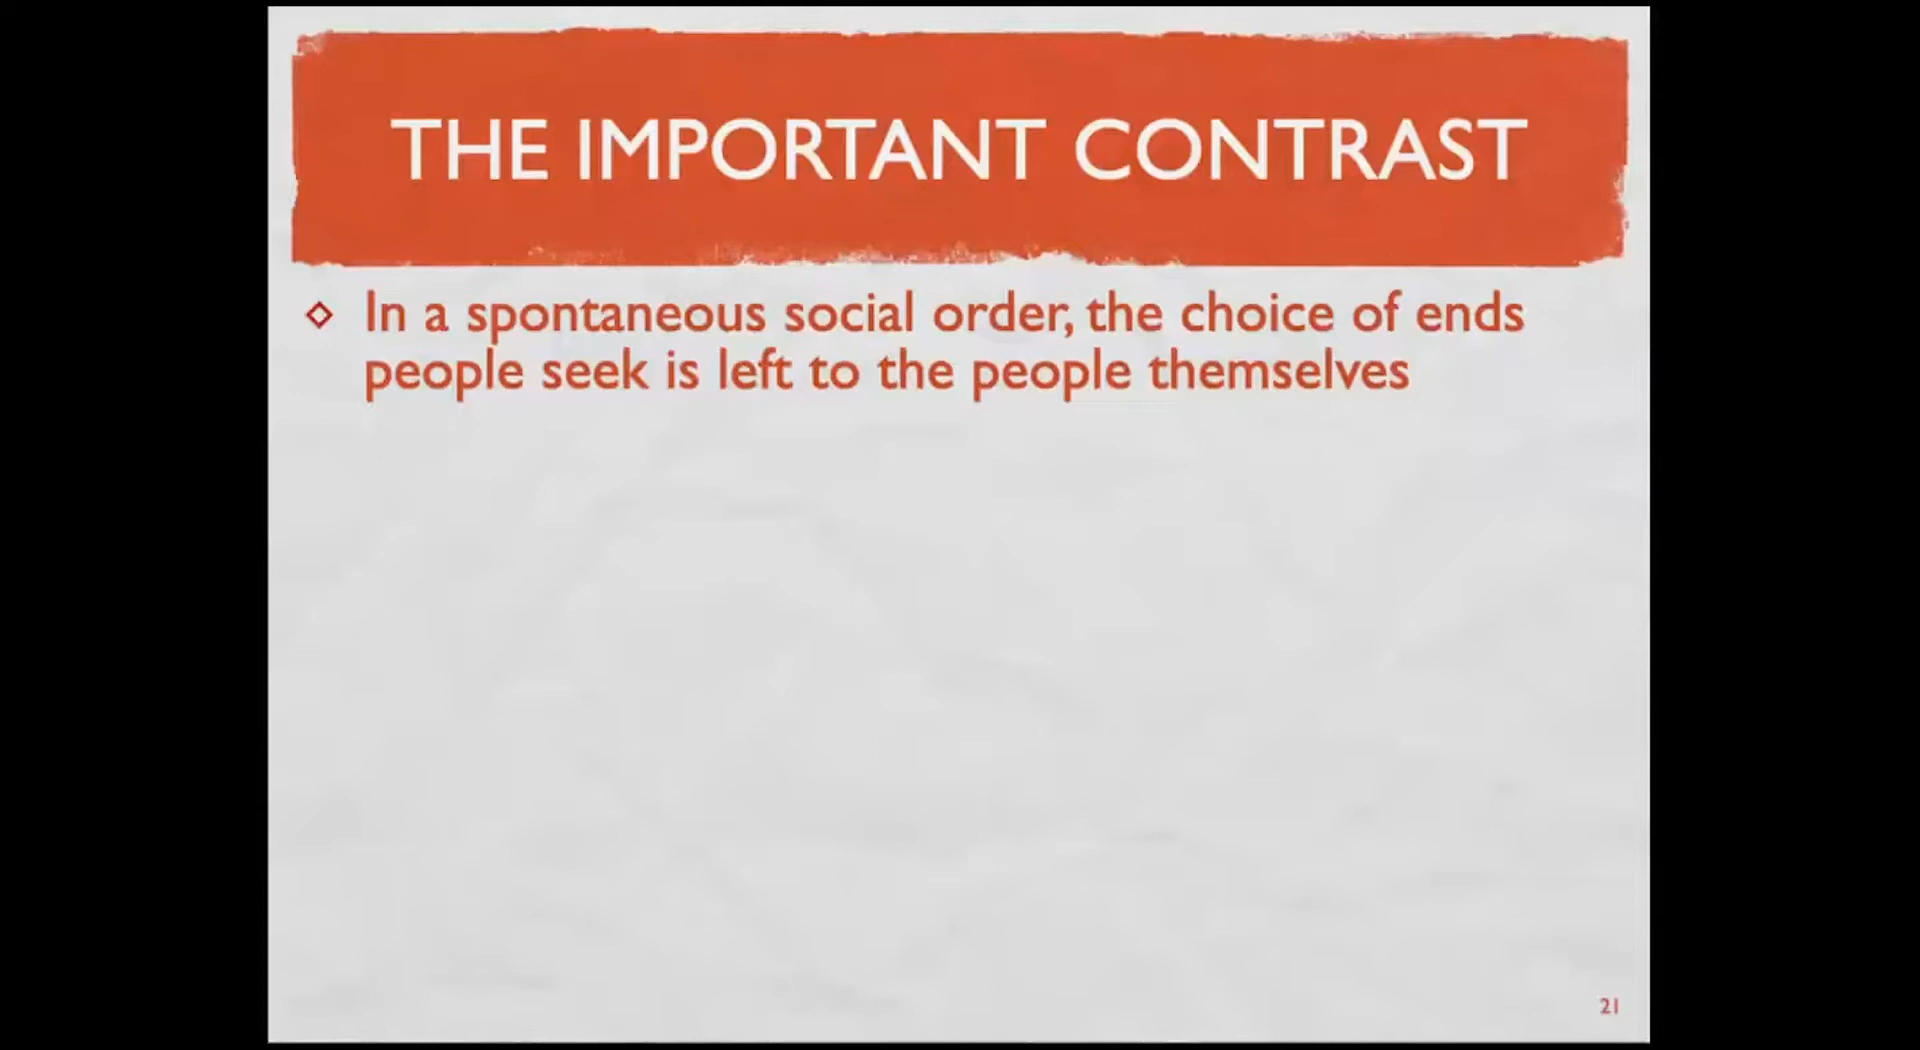 THE IMPORTANT CONTRAST
In a spontaneous social order, the choice of ends
people seek is left to the people themselves
21